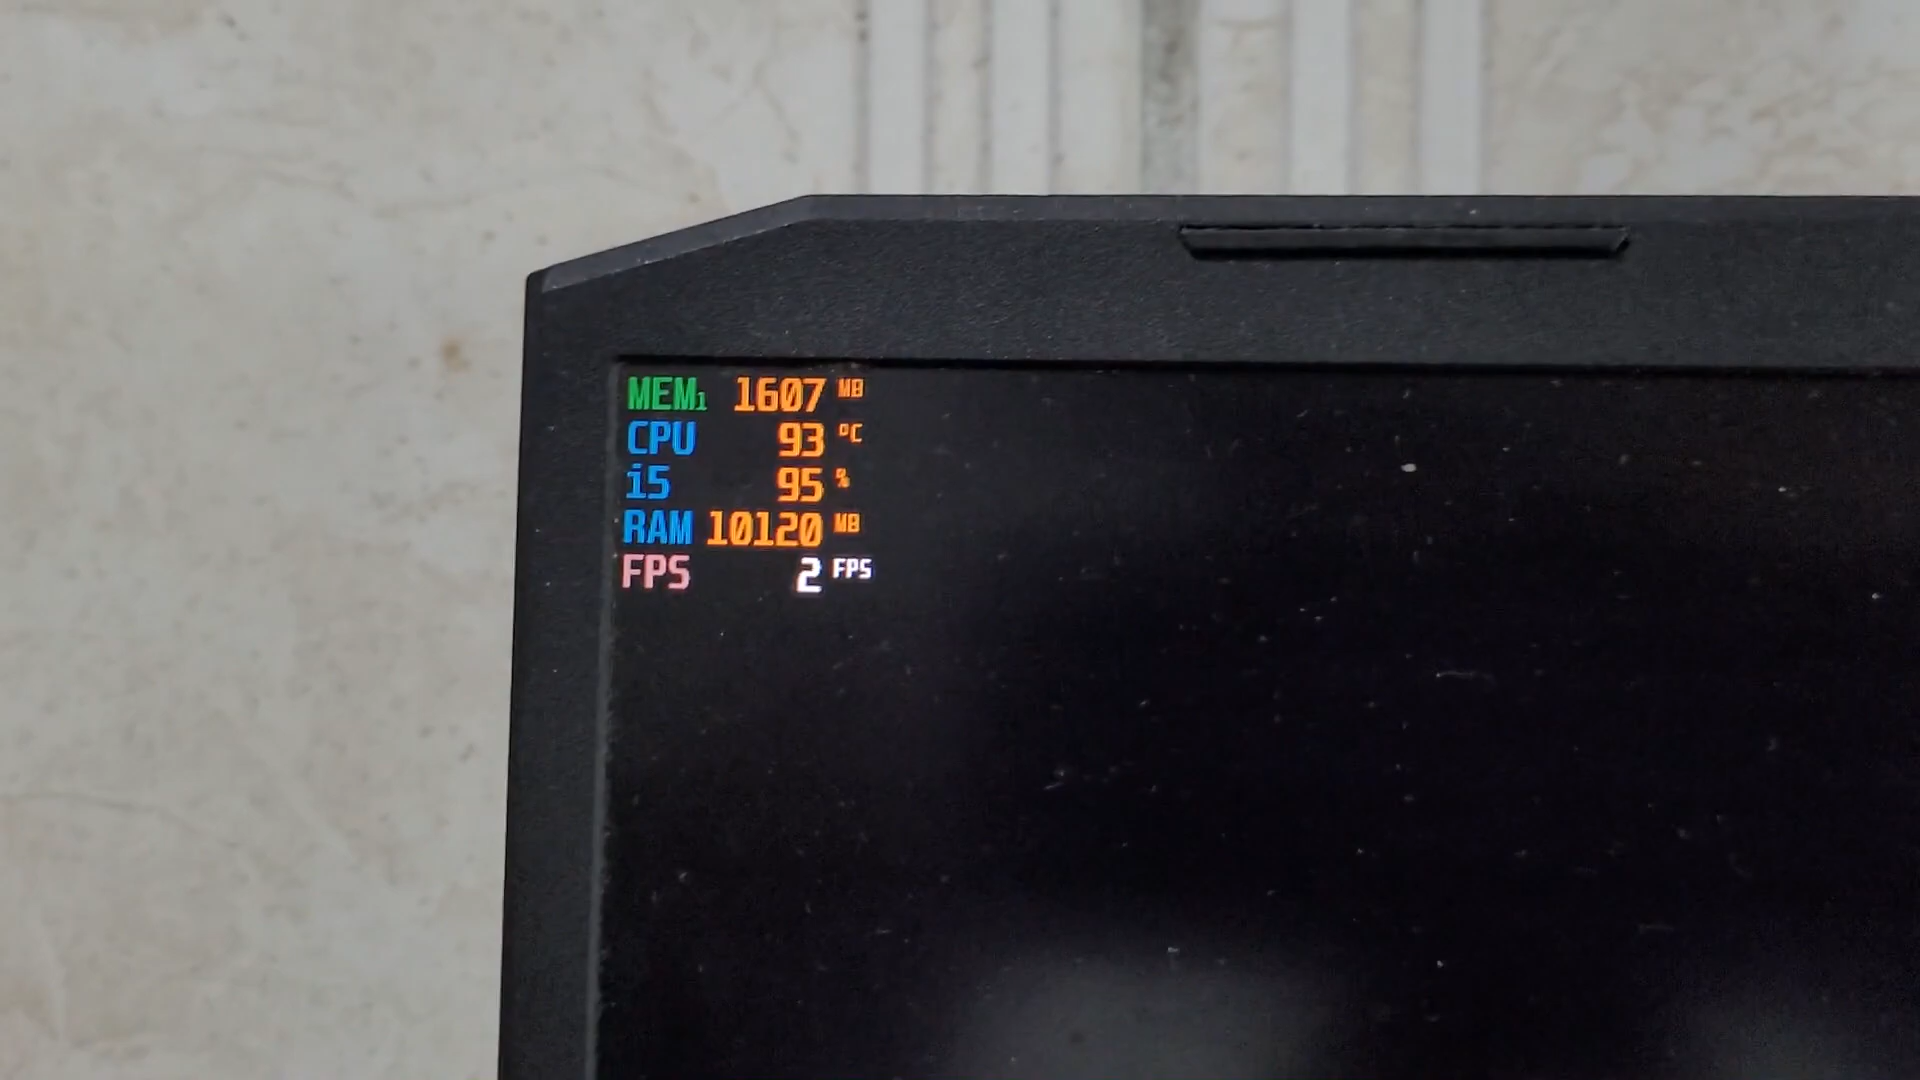 MEM1 1607 MB
CPU 93 °C
i5 95 %
RAM 10120 MB
FPS 2 FPS